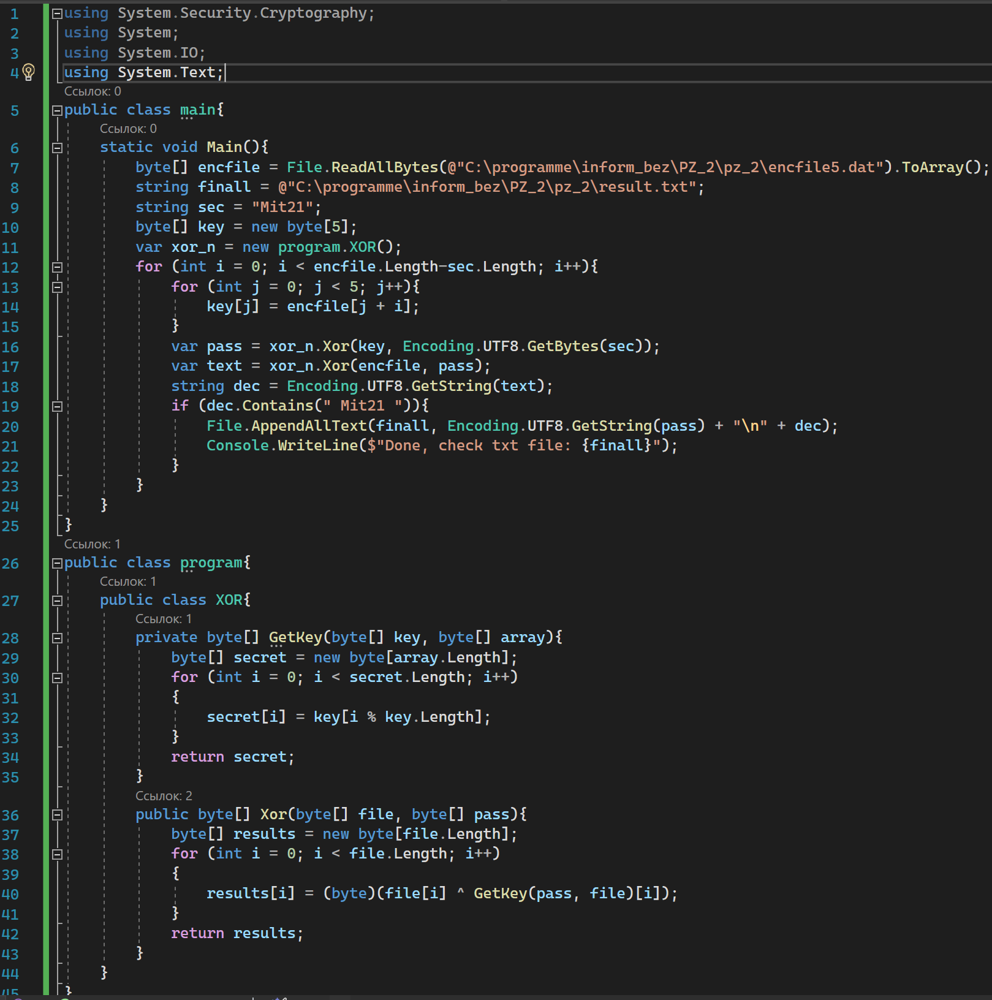 1 using System.Security.Cryptography;
2 using System;
3 using System.IO;
4 using System.Text;
Ссылок: 0
5 public class main{
Ссылок: 0
6 static void Main(){
7 byte[] encfile = File.ReadAllBytes(@"C:\programme\inform_bez\PZ_2\pz_2\encfile5.dat").ToArray();
8 string finall = @"C:\programme\inform_bez\PZ_2\pz_2\result.txt";
9 string sec = "Mit21";
10 byte[] key = new byte[5];
11 var xor_n = new program.XOR();
12 for (int i = 0; i < encfile.Length-sec.Length; i++){
13 for (int j = 0; j < 5; j++){
14 key[j] = encfile[j + i];
15 }
16 var pass = xor_n.Xor(key, Encoding.UTF8.GetBytes(sec));
17 var text = xor_n.Xor(encfile, pass);
18 string dec = Encoding.UTF8.GetString(text);
19 if (dec.Contains(" Mit21 ")){
20 File.AppendAllText(finall, Encoding.UTF8.GetString(pass) + "\n" + dec);
21 Console.WriteLine($"Done, check txt file: {finall}");
22 }
23 }
24 }
25 }
Ссылок: 1
26 public class program{
Ссылок: 1
27 public class XOR{
Ссылок: 1
28 private byte[] GetKey(byte[] key, byte[] array){
29 byte[] secret = new byte[array.Length];
30 for (int i = 0; i < secret.Length; i++)
31 {
32 secret[i] = key[i % key.Length];
33 }
34 return secret;
35 }
Ссылок: 2
36 public byte[] Xor(byte[] file, byte[] pass){
37 byte[] results = new byte[file.Length];
38 for (int i = 0; i < file.Length; i++)
39 {
40 results[i] = (byte)(file[i] ^ GetKey(pass, file)[i]);
41 }
42 return results;
43 }
44 }
45 }